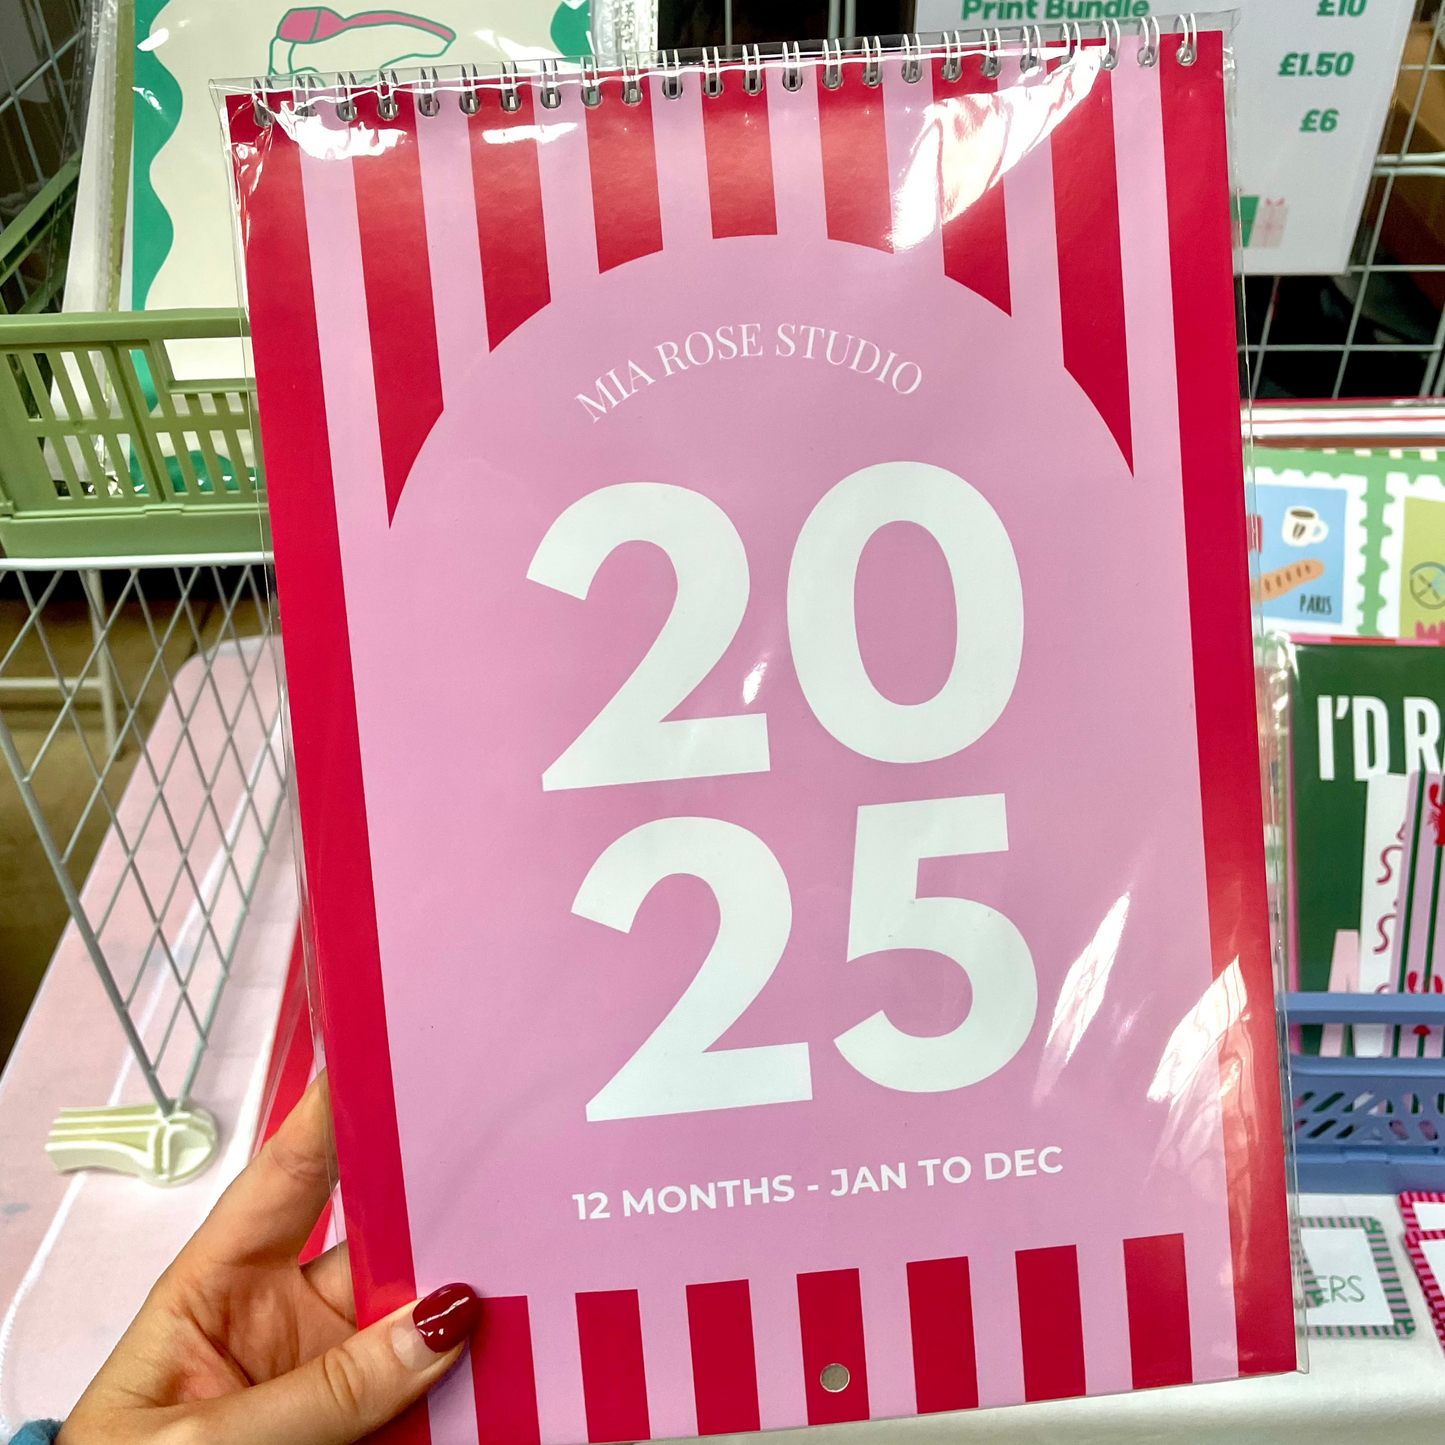 Print Bundle
£10
£1.50
£6
MIA ROSE STUDIO
20
25
12 MONTHS - JAN TO DEC
PARIS
I'D R
ERS